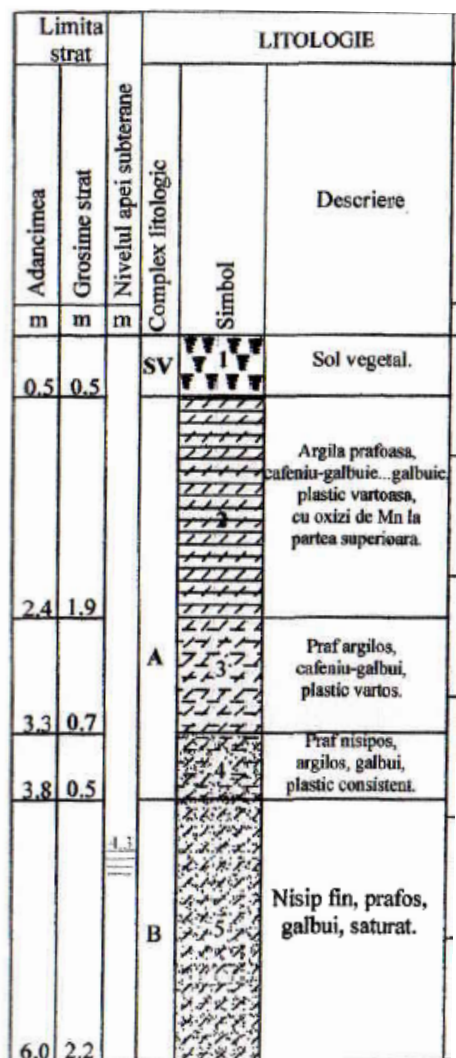 Limita
strat
LITOLOGIE
Adancimea
Grosime strat
Nivelul apei subterane
Complex litologic
Simbol
Descriere
m
m
m
SV
1
Sol vegetal.
0.5
0.5
Argila prafoasa,
cafeniu-galbuie...galbuie,
plastic vartoasa,
cu oxizi de Mn la
partea superioara.
2
2.4
1.9
A
3
Praf argilos,
cafeniu-galbui,
plastic vartos.
3.3
0.7
4
Praf nisipos,
argilos, galbui,
plastic consistent.
3.8
0.5
4.3
B
5
Nisip fin, prafos,
galbui, saturat.
6.0
2.2